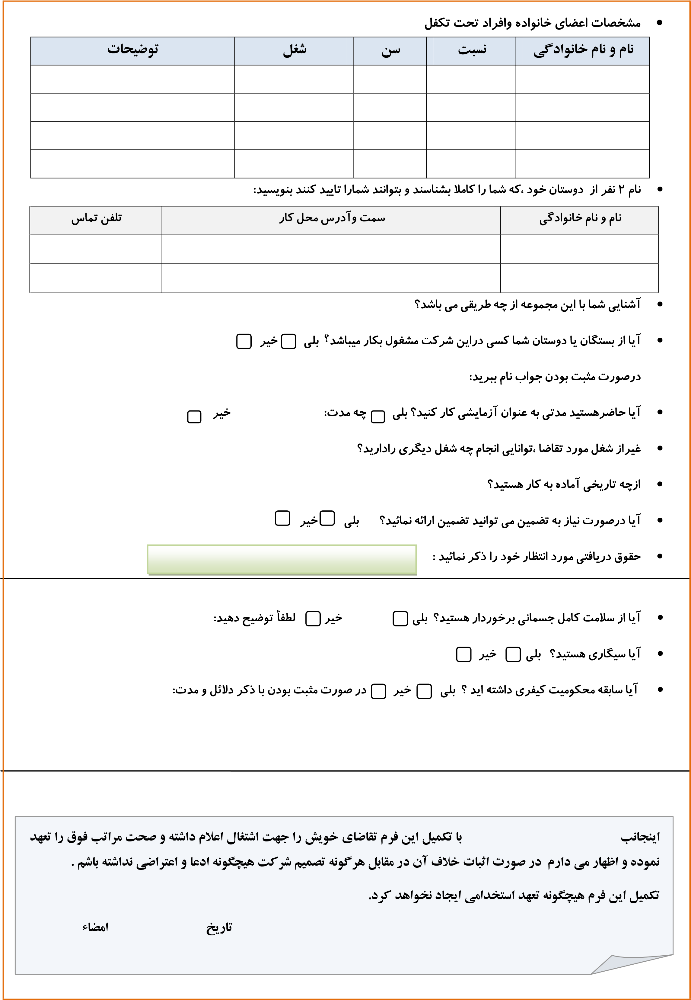 مشخصات اعضای خانواده وافراد تحت تکفل
نام و نام خانوادگی نسبت سن شغل توضیحات
نام ۲ نفر از دوستان خود ،که شما را کاملا بشناسند و بتوانند شمارا تایید کنند بنویسید:
نام و نام خانوادگی سمت وآدرس محل کار تلفن تماس
آشنایی شما با این مجموعه از چه طریقی می باشد؟
آیا از بستگان یا دوستان شما کسی دراین شرکت مشغول بکار میباشد؟ بلی خیر
درصورت مثبت بودن جواب نام ببرید:
آیا حاضرهستید مدتی به عنوان آزمایشی کار کنید؟ بلی چه مدت: خیر
غیراز شغل مورد تقاضا ،توانایی انجام چه شغل دیگری رادارید؟
ازچه تاریخی آماده به کار هستید؟
آیا درصورت نیاز به تضمین می توانید تضمین ارائه نمائید؟ بلی خیر
حقوق دریافتی مورد انتظار خود را ذکر نمائید :
آیا از سلامت کامل جسمانی برخوردار هستید؟ بلی خیر لطفأ توضیح دهید:
آیا سیگاری هستید؟ بلی خیر
آیا سابقه محکومیت کیفری داشته اید ؟ بلی خیر در صورت مثبت بودن با ذکر دلائل و مدت:
اینجانب با تکمیل این فرم تقاضای خویش را جهت اشتغال اعلام داشته و صحت مراتب فوق را تعهد
نموده و اظهار می دارم در صورت اثبات خلاف آن در مقابل هرگونه تصمیم شرکت هیچگونه ادعا و اعتراضی نداشته باشم .
تکمیل این فرم هیچگونه تعهد استخدامی ایجاد نخواهد کرد.
تاریخ امضاء